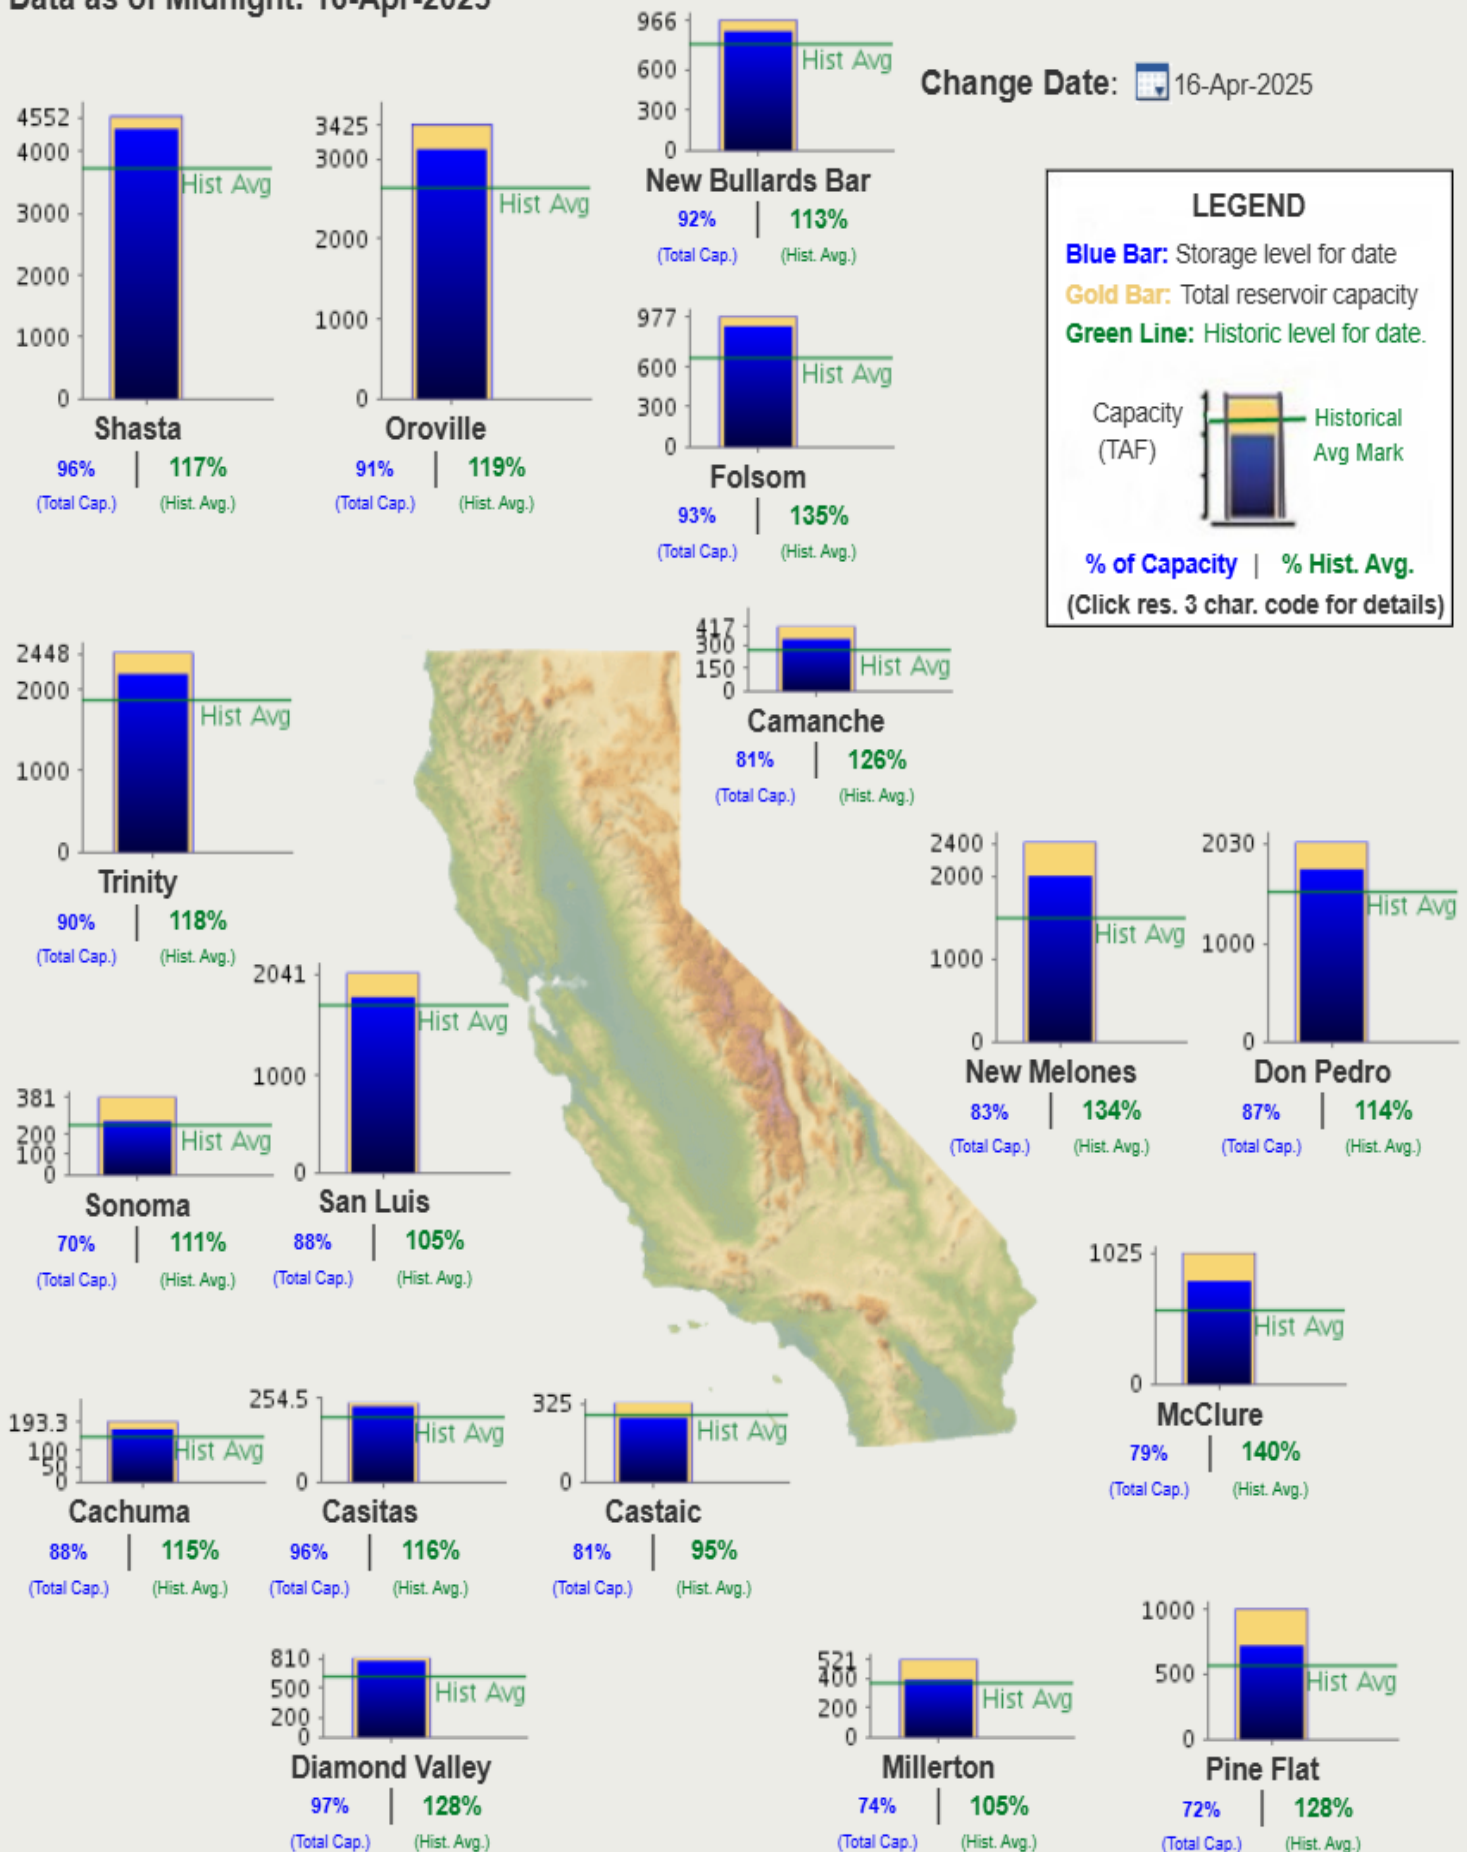 Data as of Midnight: 16-Apr-2025
Change Date: 16-Apr-2025
966
600
300
0
Hist Avg
New Bullards Bar
92% | 113%
(Total Cap.) (Hist. Avg.)
4552
4000
3000
2000
1000
0
Hist Avg
Shasta
96% | 117%
(Total Cap.) (Hist. Avg.)
3425
3000
2000
1000
0
Hist Avg
Oroville
91% | 119%
(Total Cap.) (Hist. Avg.)
977
600
300
0
Hist Avg
Folsom
93% | 135%
(Total Cap.) (Hist. Avg.)
LEGEND
Blue Bar: Storage level for date
Gold Bar: Total reservoir capacity
Green Line: Historic level for date.
Capacity
(TAF)
Historical
Avg Mark
% of Capacity | % Hist. Avg.
(Click res. 3 char. code for details)
2448
2000
1000
0
Hist Avg
Trinity
90% | 118%
(Total Cap.) (Hist. Avg.)
417
300
150
0
Hist Avg
Camanche
81% | 126%
(Total Cap.) (Hist. Avg.)
2400
2000
1000
0
Hist Avg
New Melones
83% | 134%
(Total Cap.) (Hist. Avg.)
2030
1000
0
Hist Avg
Don Pedro
87% | 114%
(Total Cap.) (Hist. Avg.)
381
200
100
0
Hist Avg
Sonoma
70% | 111%
(Total Cap.) (Hist. Avg.)
2041
1000
0
Hist Avg
San Luis
88% | 105%
(Total Cap.) (Hist. Avg.)
1025
0
Hist Avg
McClure
79% | 140%
(Total Cap.) (Hist. Avg.)
193.3
100
50
0
Hist Avg
Cachuma
88% | 115%
(Total Cap.) (Hist. Avg.)
254.5
0
Hist Avg
Casitas
96% | 116%
(Total Cap.) (Hist. Avg.)
325
0
Hist Avg
Castaic
81% | 95%
(Total Cap.) (Hist. Avg.)
810
500
200
0
Hist Avg
Diamond Valley
97% | 128%
(Total Cap.) (Hist. Avg.)
521
400
200
0
Hist Avg
Millerton
74% | 105%
(Total Cap.) (Hist. Avg.)
1000
500
0
Hist Avg
Pine Flat
72% | 128%
(Total Cap.) (Hist. Avg.)